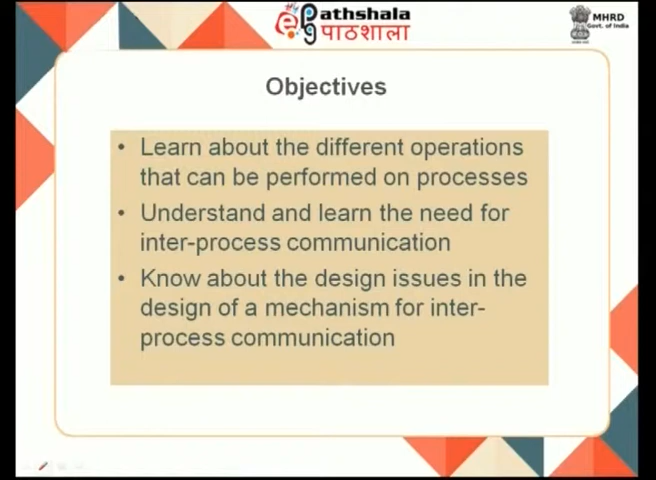 Pathshala
पाठशाला
MHRD
Govt. of India
Objectives
• Learn about the different operations
that can be performed on processes
• Understand and learn the need for
inter-process communication
• Know about the design issues in the
design of a mechanism for inter-
process communication